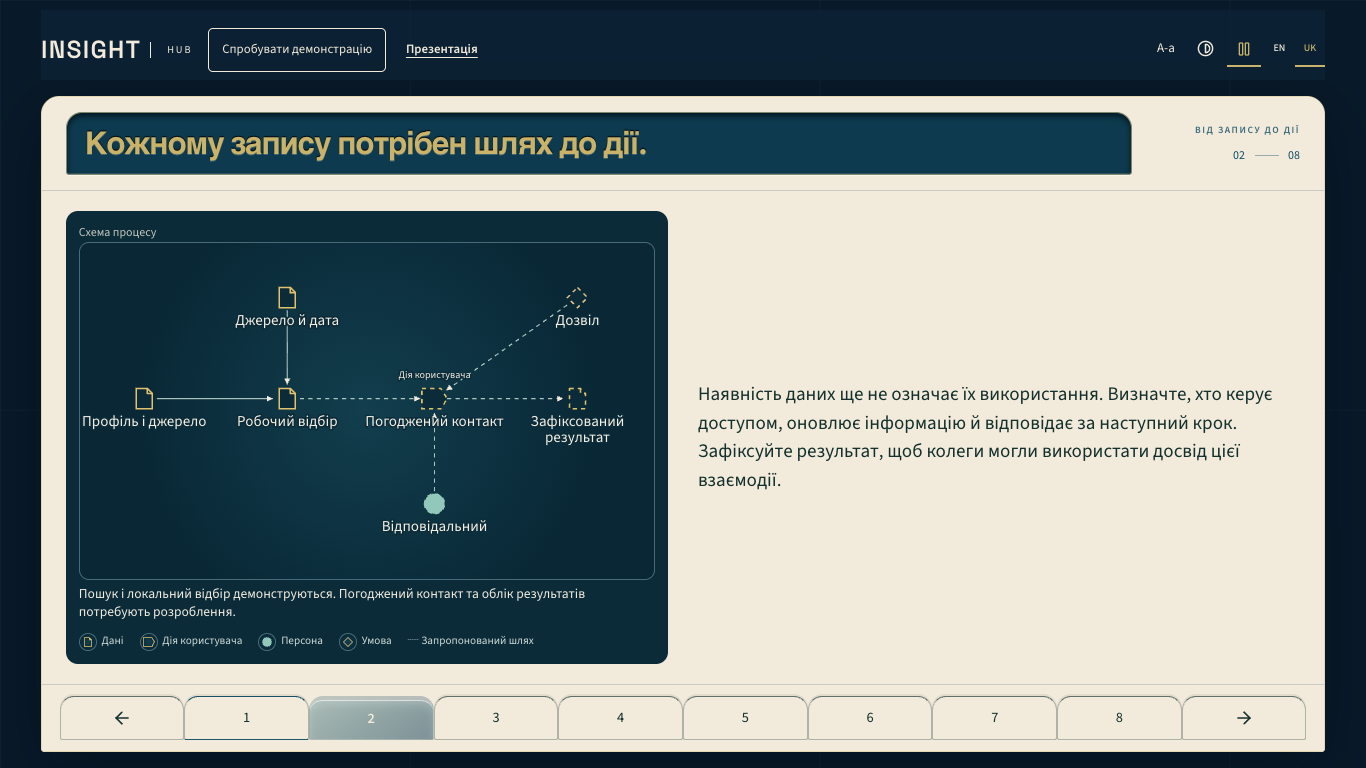 INSIGHT | HUB
Спробувати демонстрацію
Презентація
A-a
EN
UK
Кожному запису потрібен шлях до дії.
ВІД ЗАПИСУ ДО ДІЇ
02 — 08
Схема процесу
Джерело й дата
Дозвіл
Дія користувача
Профіль і джерело
Робочий відбір
Погоджений контакт
Зафіксований
результат
Відповідальний
Пошук і локальний відбір демонструються. Погоджений контакт та облік результатів
потребують розроблення.
Дані
Дія користувача
Персона
Умова
Запропонований шлях
Наявність даних ще не означає їх використання. Визначте, хто керує
доступом, оновлює інформацію й відповідає за наступний крок.
Зафіксуйте результат, щоб колеги могли використати досвід цієї
взаємодії.
← 1 2 3 4 5 6 7 8 →